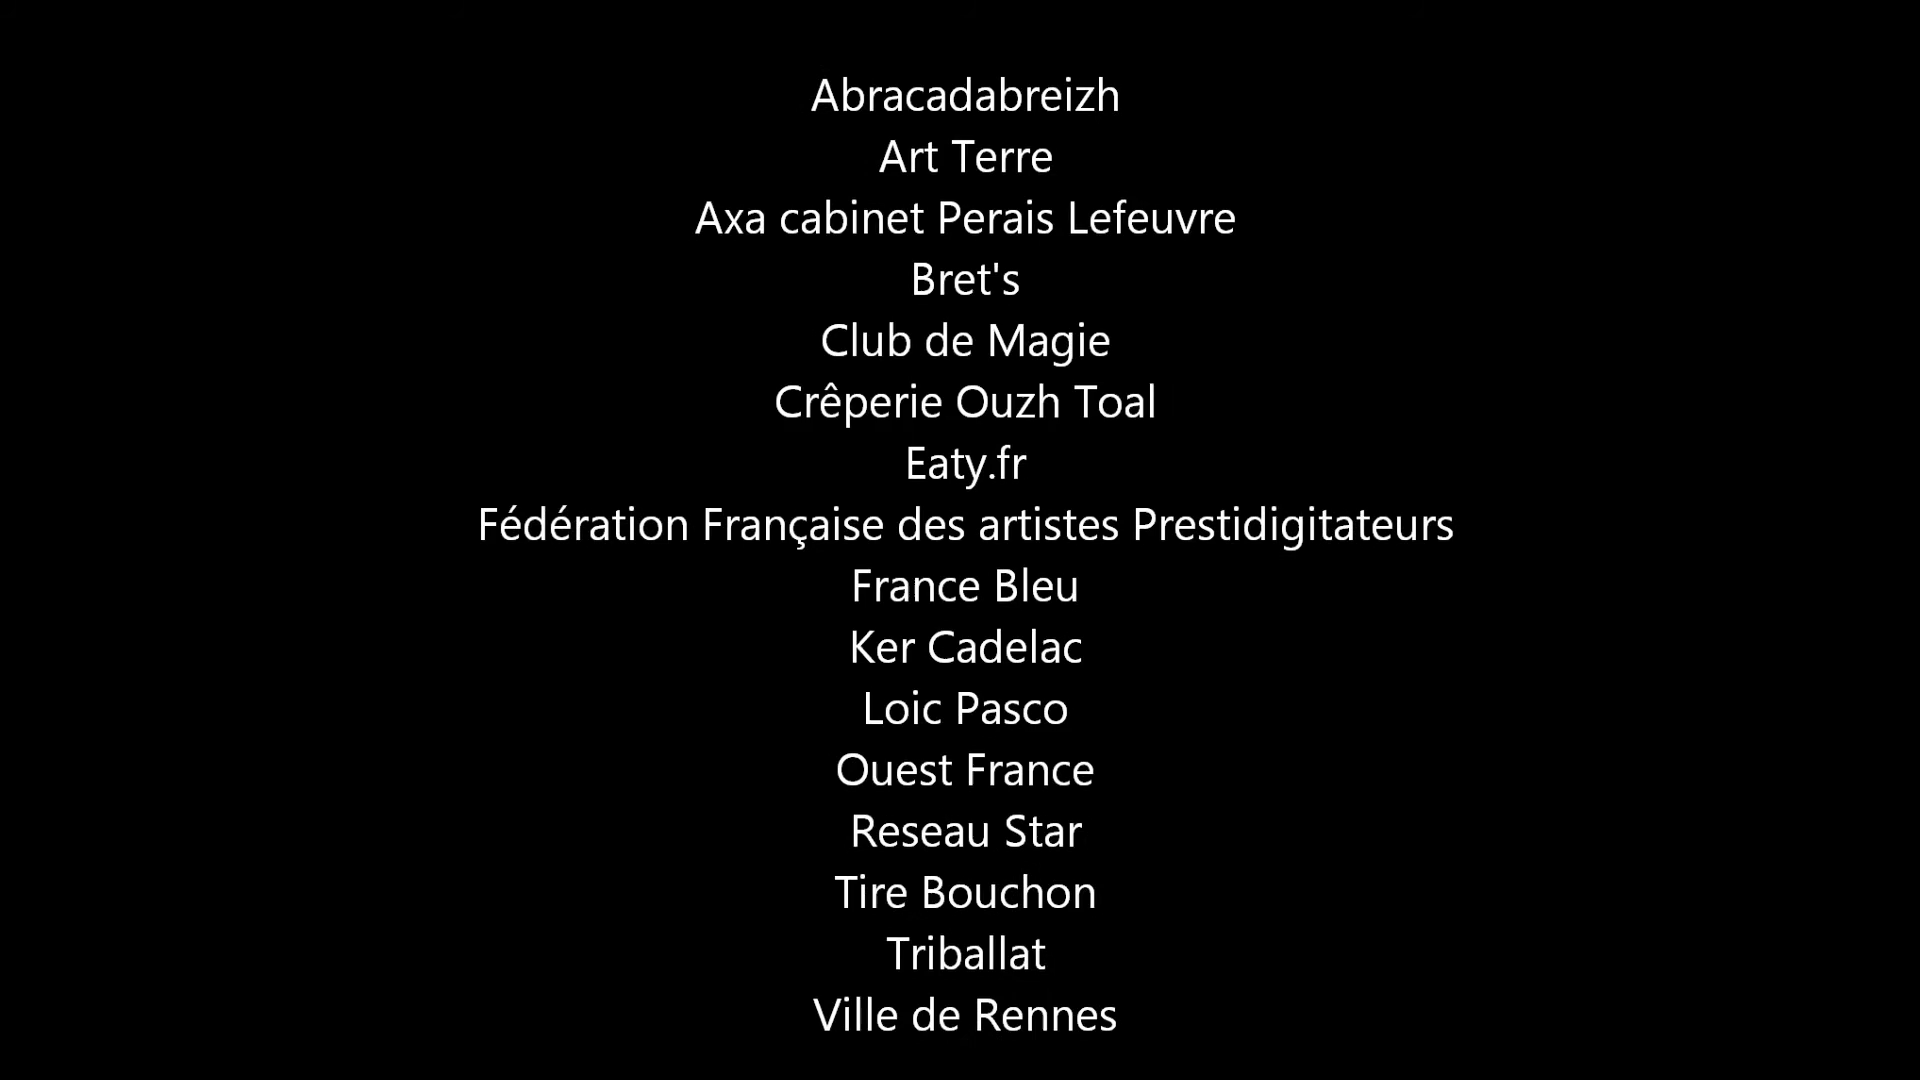 Abracadabreizh
Art Terre
Axa cabinet Perais Lefeuvre
Bret's
Club de Magie
Crêperie Ouzh Toal
Eaty.fr
Fédération Française des artistes Prestidigitateurs
France Bleu
Ker Cadelac
Loic Pasco
Ouest France
Reseau Star
Tire Bouchon
Triballat
Ville de Rennes